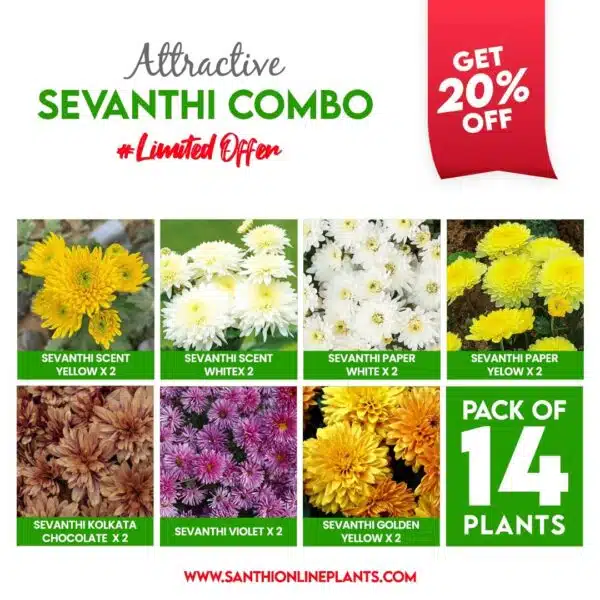 Attractive
SEVANTHI COMBO
#Limited Offer
GET
20%
OFF
SEVANTHI SCENT
YELLOW X 2
SEVANTHI SCENT
WHITEX 2
SEVANTHI PAPER
WHITE X 2
SEVANTHI PAPER
YELOW X 2
SEVANTHI KOLKATA
CHOCOLATE X 2
SEVANTHI VIOLET X 2
SEVANTHI GOLDEN
YELLOW X 2
PACK OF
14
PLANTS
WWW.SANTHIONLINEPLANTS.COM